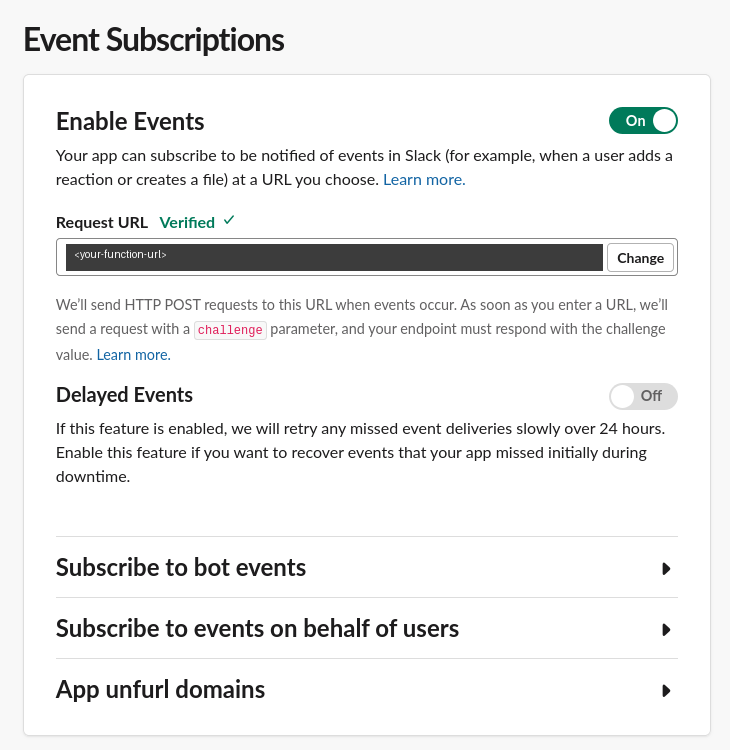 Event Subscriptions
Enable Events
On
Your app can subscribe to be notified of events in Slack (for example, when a user adds a
reaction or creates a file) at a URL you choose. Learn more.
Request URL Verified ✓
<your-function-url>
Change
We’ll send HTTP POST requests to this URL when events occur. As soon as you enter a URL, we’ll
send a request with a challenge parameter, and your endpoint must respond with the challenge
value. Learn more.
Delayed Events
Off
If this feature is enabled, we will retry any missed event deliveries slowly over 24 hours.
Enable this feature if you want to recover events that your app missed initially during
downtime.
Subscribe to bot events
Subscribe to events on behalf of users
App unfurl domains